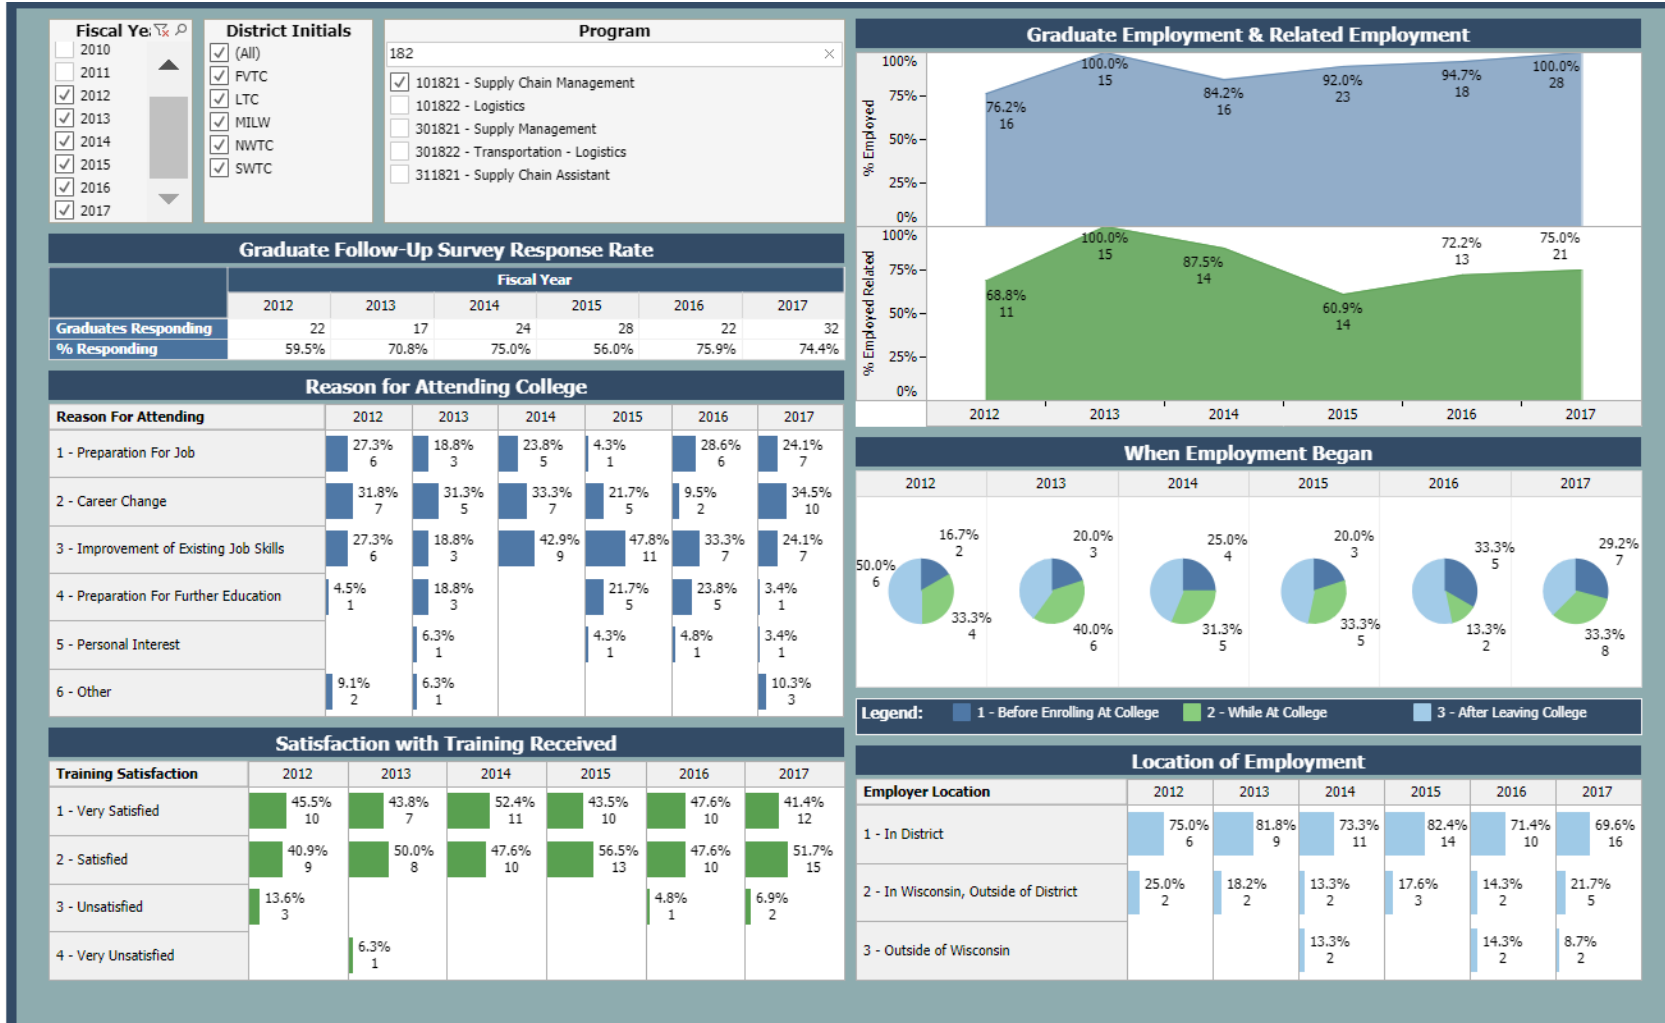 Fiscal Ye
2010
2011
2012
2013
2014
2015
2016
2017
District Initials
(All)
FVTC
LTC
MILW
NWTC
SWTC
Program
182
101821 - Supply Chain Management
101822 - Logistics
301821 - Supply Management
301822 - Transportation - Logistics
311821 - Supply Chain Assistant
Graduate Follow-Up Survey Response Rate
Fiscal Year
2012 2013 2014 2015 2016 2017
Graduates Responding 22 17 24 28 22 32
% Responding 59.5% 70.8% 75.0% 56.0% 75.9% 74.4%
Reason for Attending College
Reason For Attending 2012 2013 2014 2015 2016 2017
27.3% 18.8% 23.8% 4.3% 28.6% 24.1%
1 - Preparation For Job
6 3 5 1 6 7
31.8% 31.3% 33.3% 21.7% 9.5% 34.5%
2 - Career Change
7 5 7 5 2 10
27.3% 18.8% 42.9% 47.8% 33.3% 24.1%
3 - Improvement of Existing Job Skills
6 3 9 11 7 7
4.5% 18.8% 21.7% 23.8% 3.4%
4 - Preparation For Further Education
1 3 5 5 1
6.3% 4.3% 4.8% 3.4%
5 - Personal Interest
1 1 1 1
9.1% 6.3% 10.3%
6 - Other
2 1 3
Satisfaction with Training Received
Training Satisfaction 2012 2013 2014 2015 2016 2017
45.5% 43.8% 52.4% 43.5% 47.6% 41.4%
1 - Very Satisfied
10 7 11 10 10 12
40.9% 50.0% 47.6% 56.5% 47.6% 51.7%
2 - Satisfied
9 8 10 13 10 15
13.6% 4.8% 6.9%
3 - Unsatisfied
3 1 2
6.3%
4 - Very Unsatisfied
1
Graduate Employment & Related Employment
% Employed
100%
75%
50%
25%
0%
76.2%
16
100.0%
15
84.2%
16
92.0%
23
94.7%
18
100.0%
28
% Employed Related
100%
75%
50%
25%
0%
68.8%
11
100.0%
15
87.5%
14
60.9%
14
72.2%
13
75.0%
21
2012 2013 2014 2015 2016 2017
When Employment Began
2012 2013 2014 2015 2016 2017
16.7%
2
50.0%
6
33.3%
4
20.0%
3
40.0%
6
25.0%
4
31.3%
5
20.0%
3
33.3%
5
33.3%
5
13.3%
2
29.2%
7
33.3%
8
Legend: 1 - Before Enrolling At College 2 - While At College 3 - After Leaving College
Location of Employment
Employer Location 2012 2013 2014 2015 2016 2017
75.0% 81.8% 73.3% 82.4% 71.4% 69.6%
1 - In District
6 9 11 14 10 16
25.0% 18.2% 13.3% 17.6% 14.3% 21.7%
2 - In Wisconsin, Outside of District
2 2 2 3 2 5
13.3% 14.3% 8.7%
3 - Outside of Wisconsin
2 2 2